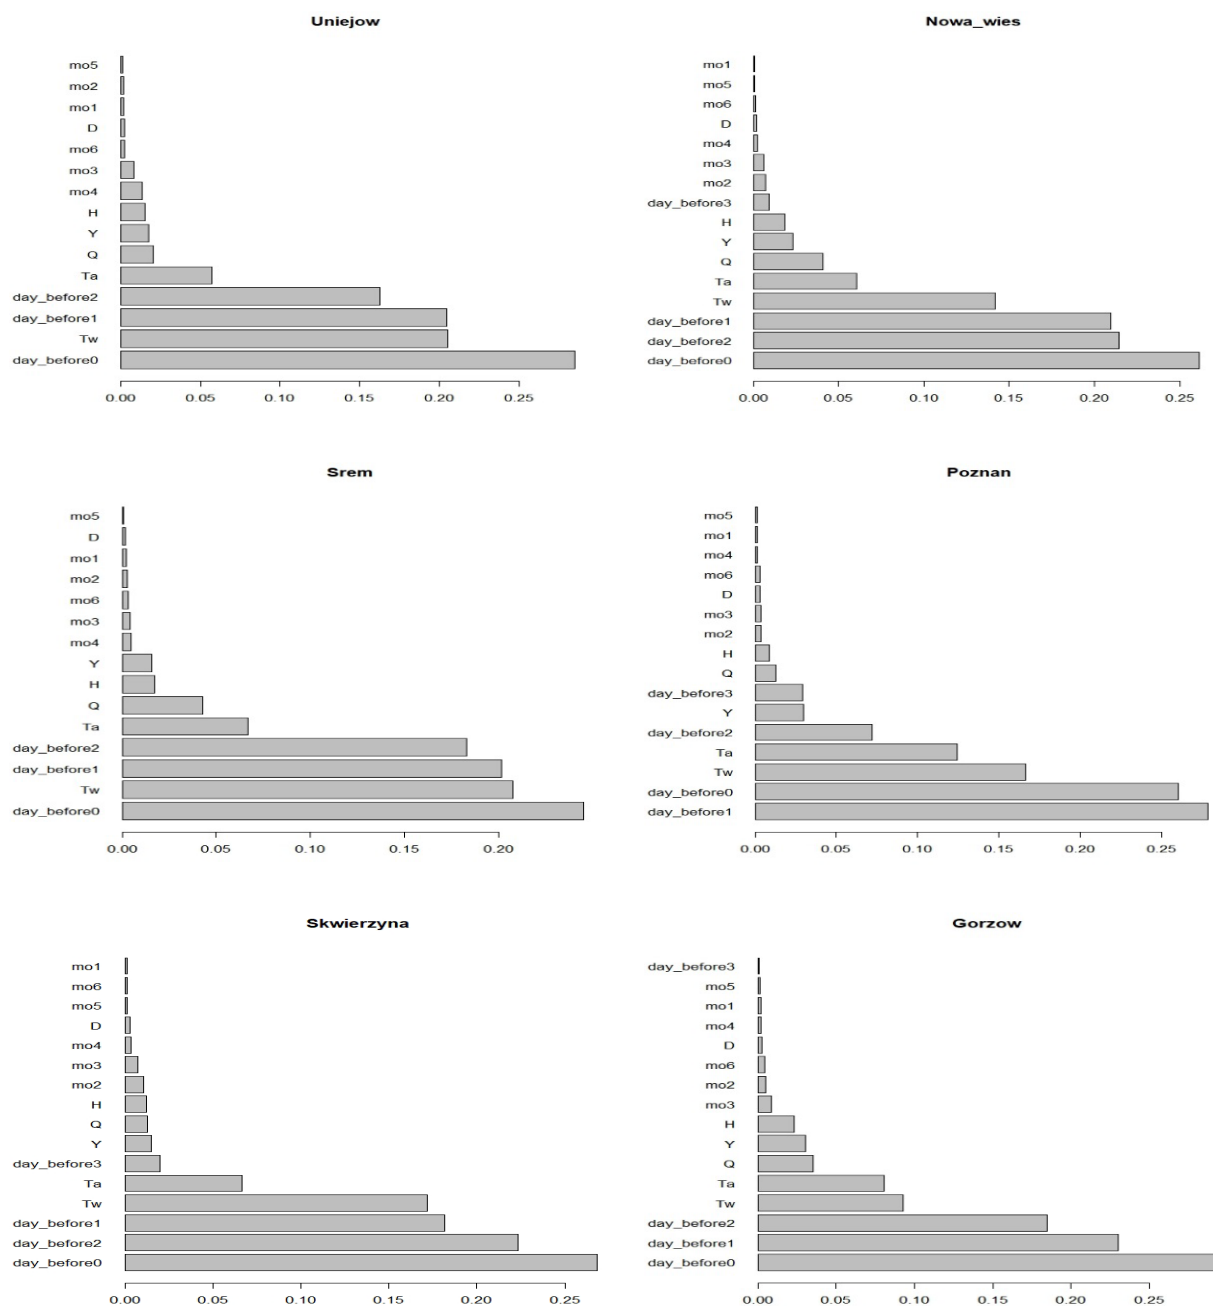 Uniejow
mo5
mo2
mo1
D
mo6
mo3
mo4
H
Y
Q
Ta
day_before2
day_before1
Tw
day_before0
0.00 0.05 0.10 0.15 0.20 0.25
Nowa_wies
mo1
mo5
mo6
D
mo4
mo3
mo2
day_before3
H
Y
Q
Ta
Tw
day_before1
day_before2
day_before0
0.00 0.05 0.10 0.15 0.20 0.25
Srem
mo5
D
mo1
mo2
mo6
mo3
mo4
Y
H
Q
Ta
day_before2
day_before1
Tw
day_before0
0.00 0.05 0.10 0.15 0.20
Poznan
mo5
mo1
mo4
mo6
D
mo3
mo2
H
Q
day_before3
Y
day_before2
Ta
Tw
day_before0
day_before1
0.00 0.05 0.10 0.15 0.20 0.25
Skwierzyna
mo1
mo6
mo5
D
mo4
mo3
mo2
H
Q
Y
day_before3
Ta
Tw
day_before1
day_before2
day_before0
0.00 0.05 0.10 0.15 0.20 0.25
Gorzow
day_before3
mo5
mo1
mo4
D
mo6
mo2
mo3
H
Y
Q
Ta
Tw
day_before2
day_before1
day_before0
0.00 0.05 0.10 0.15 0.20 0.25